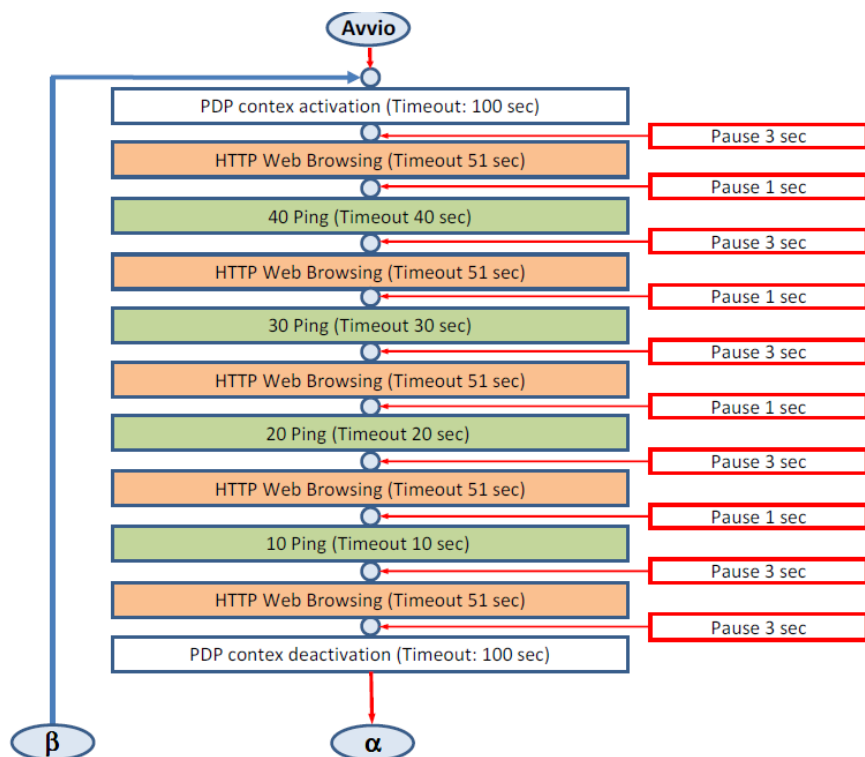 Avvio
PDP contex activation (Timeout: 100 sec)
Pause 3 sec
HTTP Web Browsing (Timeout 51 sec)
Pause 1 sec
40 Ping (Timeout 40 sec)
Pause 3 sec
HTTP Web Browsing (Timeout 51 sec)
Pause 1 sec
30 Ping (Timeout 30 sec)
Pause 3 sec
HTTP Web Browsing (Timeout 51 sec)
Pause 1 sec
20 Ping (Timeout 20 sec)
Pause 3 sec
HTTP Web Browsing (Timeout 51 sec)
Pause 1 sec
10 Ping (Timeout 10 sec)
Pause 3 sec
HTTP Web Browsing (Timeout 51 sec)
Pause 3 sec
PDP contex deactivation (Timeout: 100 sec)
β
α